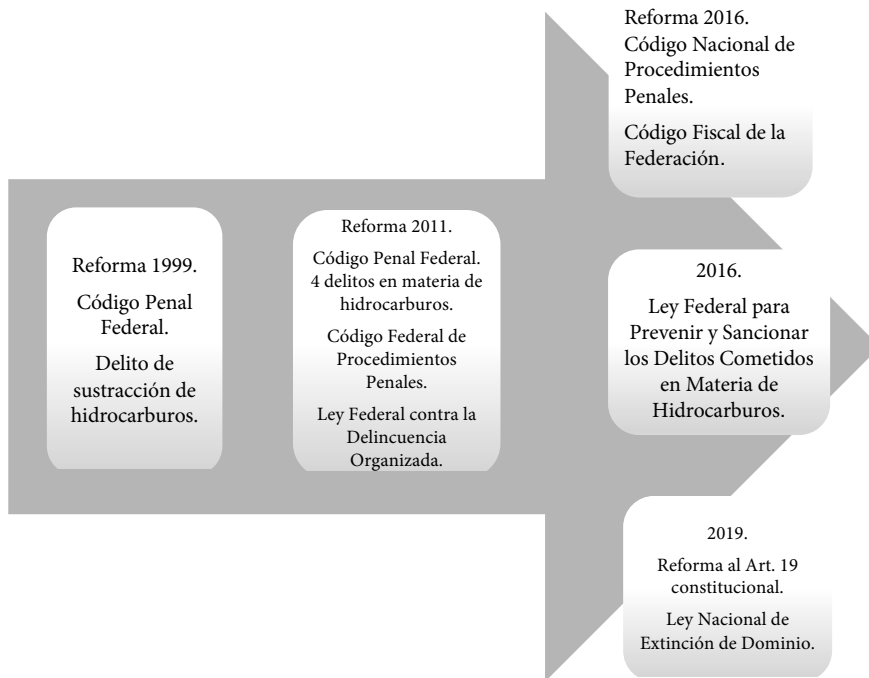 Reforma 1999.
Código Penal
Federal.
Delito de
sustracción de
hidrocarburos.
Reforma 2011.
Código Penal Federal.
4 delitos en materia de
hidrocarburos.
Código Federal de
Procedimientos
Penales.
Ley Federal contra la
Delincuencia
Organizada.
Reforma 2016.
Código Nacional de
Procedimientos
Penales.
Código Fiscal de la
Federación.
2016.
Ley Federal para
Prevenir y Sancionar
los Delitos Cometidos
en Materia de
Hidrocarburos.
2019.
Reforma al Art. 19
constitucional.
Ley Nacional de
Extinción de Dominio.